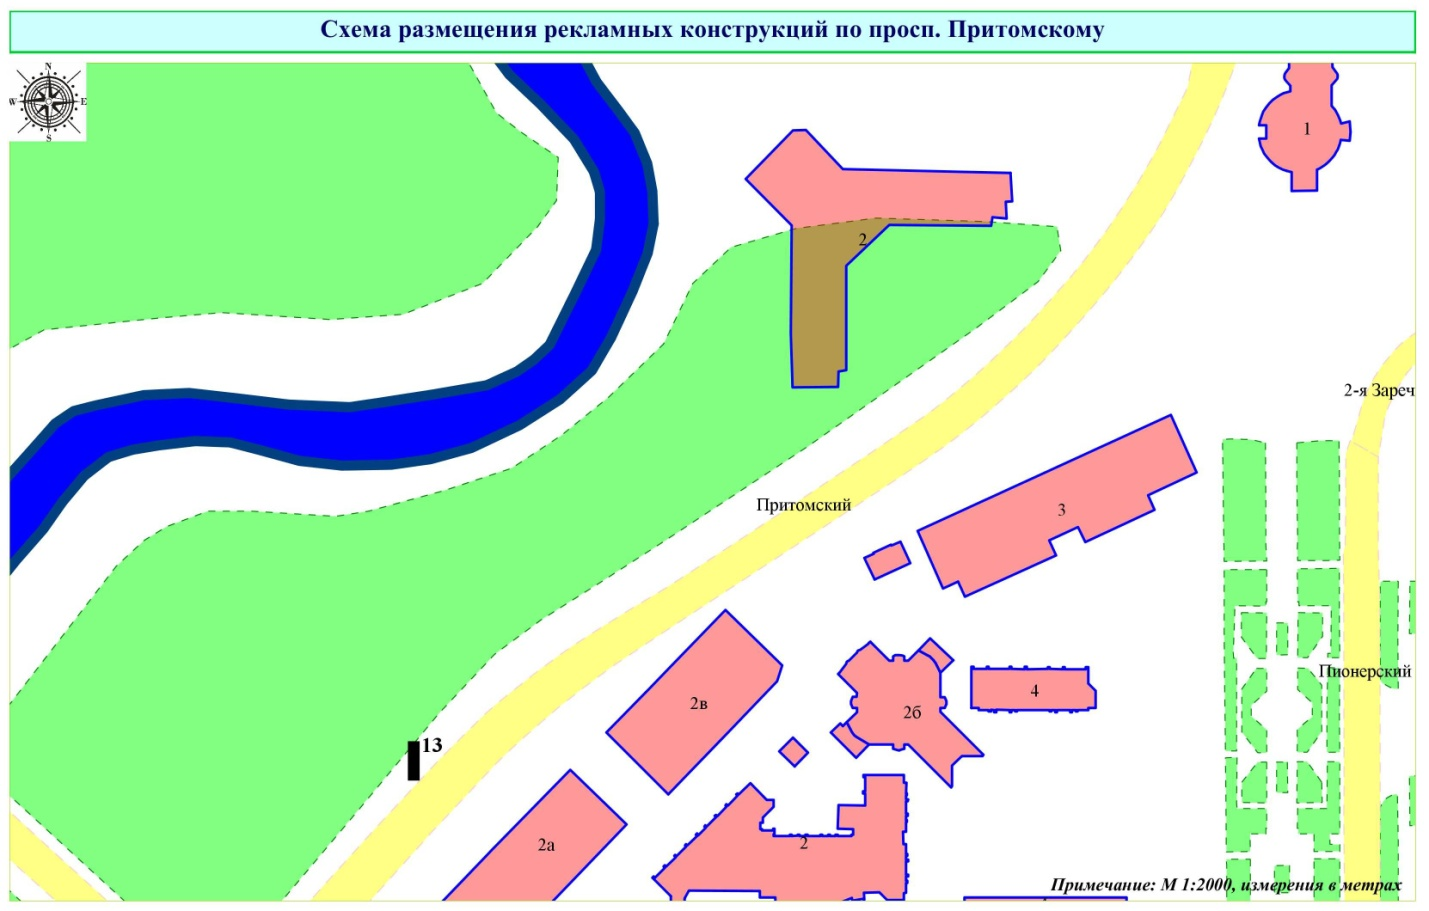 Схема размещения рекламных конструкций по просп. Притомскому
N
W
E
S
1
2
2-я Зареч
Притомский
3
Пионерский
4
2в
2б
13
2а
2
Примечание: М 1:2000, измерения в метрах